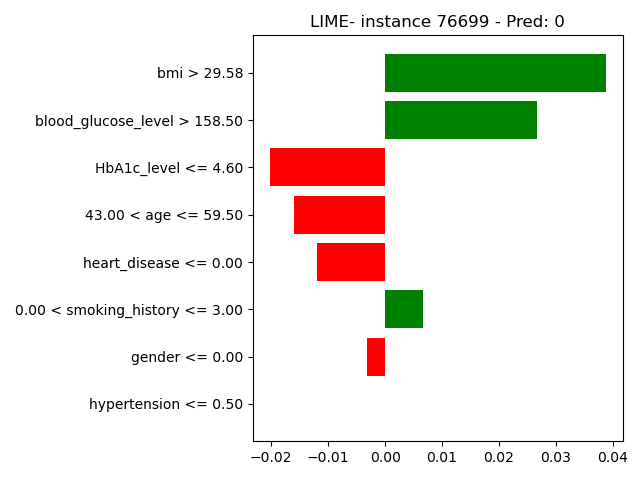 LIME- instance 76699 - Pred: 0
bmi > 29.58
blood_glucose_level > 158.50
HbA1c_level <= 4.60
43.00 < age <= 59.50
heart_disease <= 0.00
0.00 < smoking_history <= 3.00
gender <= 0.00
hypertension <= 0.50
−0.02 −0.01 0.00 0.01 0.02 0.03 0.04